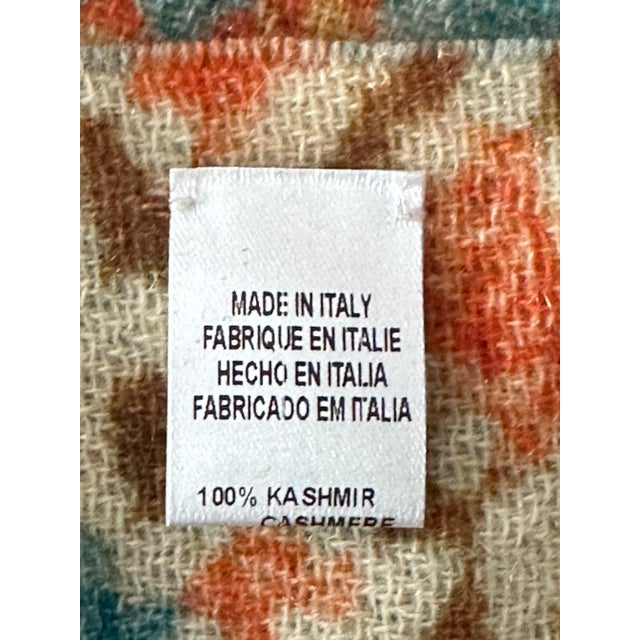 MADE IN ITALY
FABRIQUE EN ITALIE
HECHO EN ITALIA
FABRICADO EM ITALIA
100% KASHMIR
CASHMERE